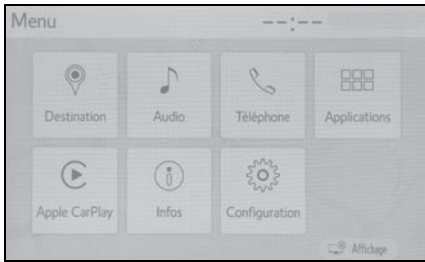 Menu --:--
Destination Audio Téléphone Applications
Apple CarPlay Infos Configuration
Affichage